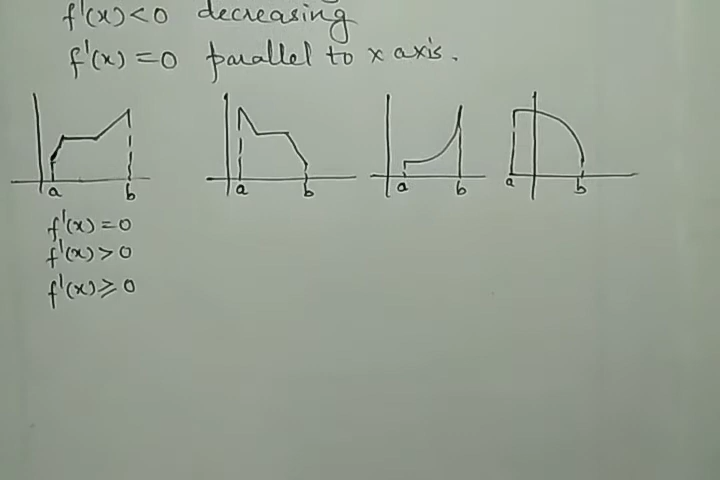 f'(x) < 0 decreasing
f'(x) = 0 parallel to x axis.
a b a b a b a b
f'(x) = 0
f'(x) > 0
f'(x) ⩾ 0